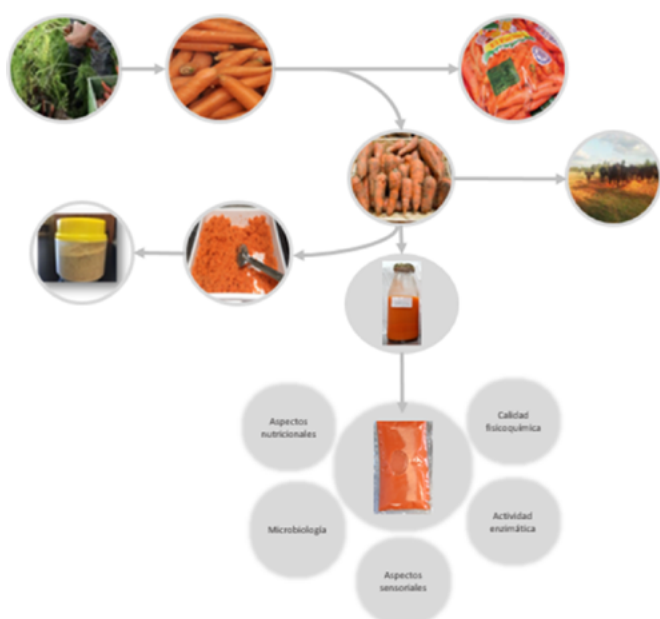 Aspectos
nutricionales
Calidad
fisicoquímica
Microbiología
Actividad
enzimática
Aspectos
sensoriales